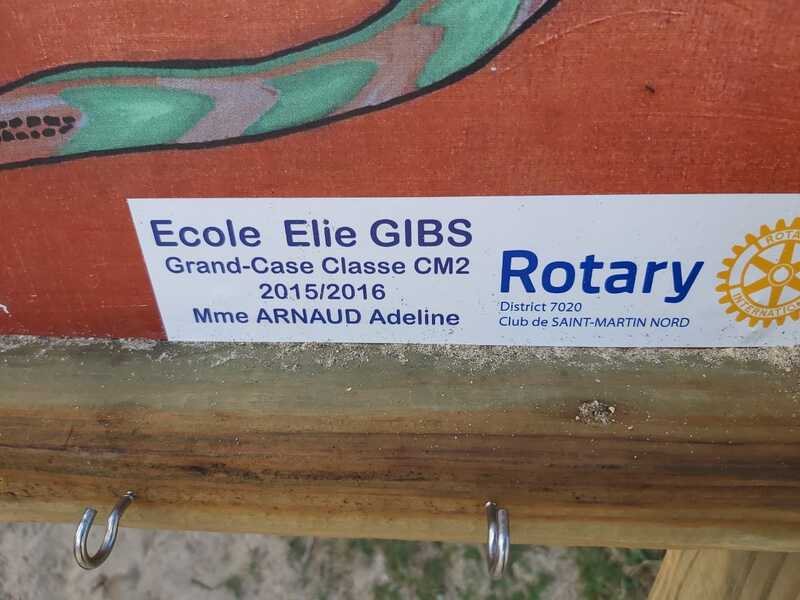 Ecole Elie GIBS
Grand-Case Classe CM2
2015/2016
Mme ARNAUD Adeline
Rotary
District 7020
Club de SAINT-MARTIN NORD